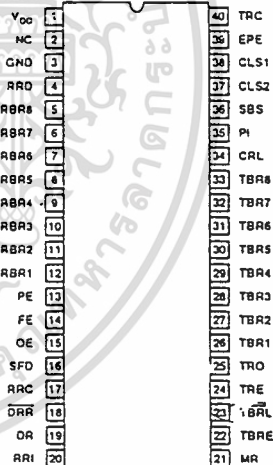 VDD 1 40 TRC
NC 2 39 EPE
GND 3 38 CLS1
RRD 4 37 CLS2
RBR8 5 36 SBS
RBR7 6 35 PI
RBR6 7 34 CRL
RBR5 8 33 TBR8
RBR4 9 32 TBR7
RBR3 10 31 TBR6
RBR2 11 30 TBR5
RBR1 12 29 TBR4
PE 13 28 TBR3
FE 14 27 TBR2
OE 15 26 TBR1
SFD 16 25 TRO
RRC 17 24 TRE
DRR 18 23 TBRL
DR 19 22 TBRE
RRI 20 21 MR